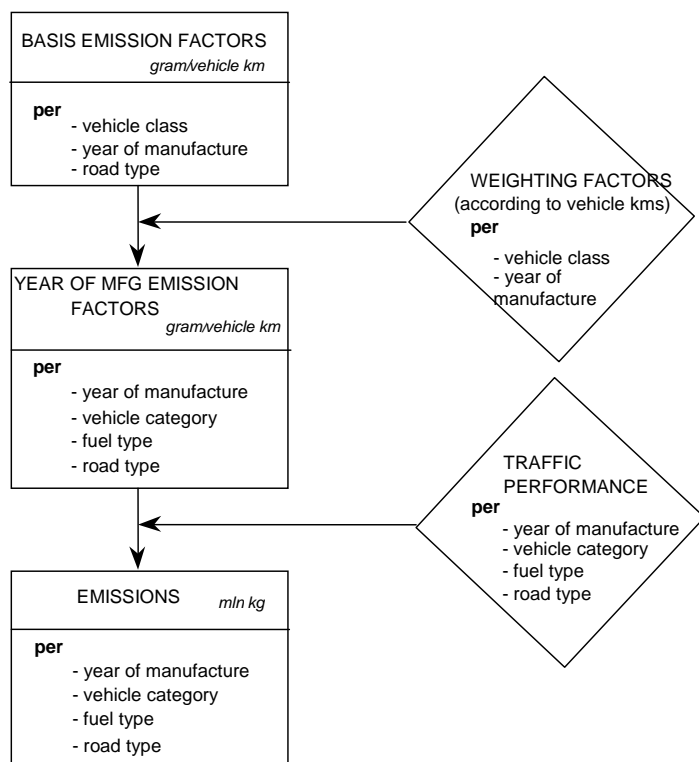 BASIS EMISSION FACTORS
gram/vehicle km
per
- vehicle class
- year of manufacture
- road type
WEIGHTING FACTORS
(according to vehicle kms)
per
- vehicle class
- year of
manufacture
YEAR OF MFG EMISSION
FACTORS
gram/vehicle km
per
- year of manufacture
- vehicle category
- fuel type
- road type
TRAFFIC
PERFORMANCE
per
- year of manufacture
- vehicle category
- fuel type
- road type
EMISSIONS
mln kg
per
- year of manufacture
- vehicle category
- fuel type
- road type